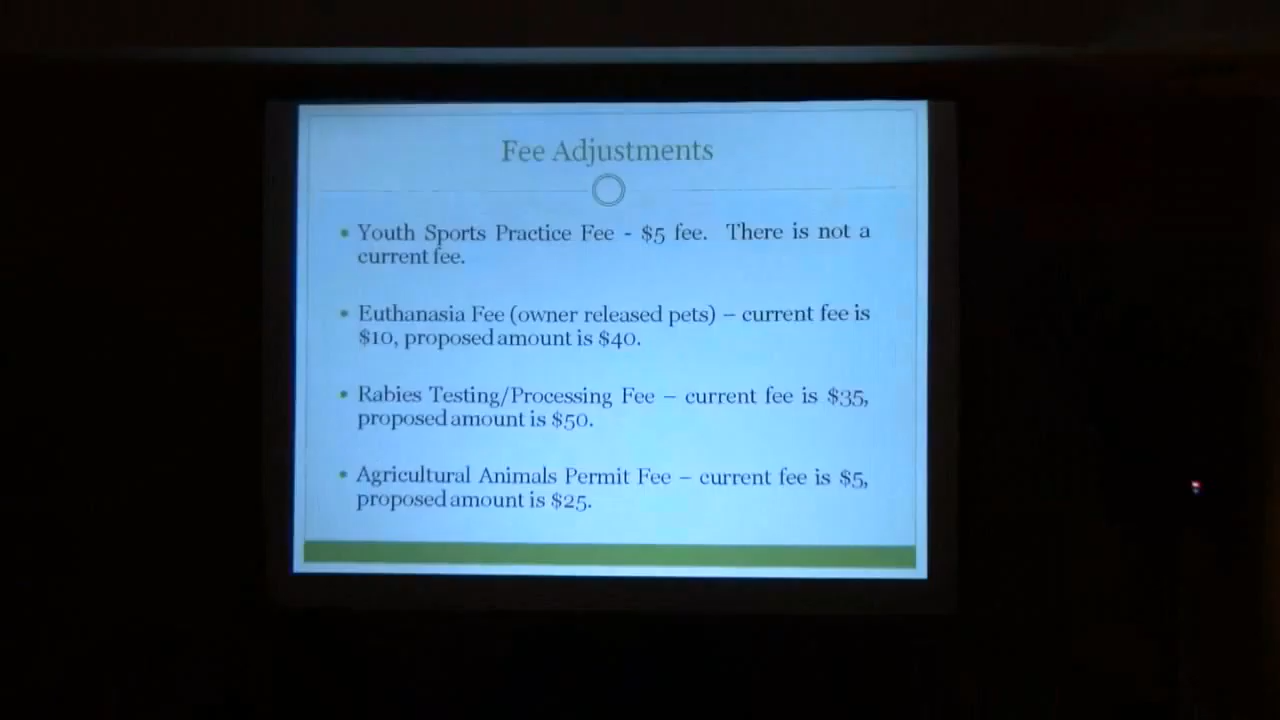 Fee Adjustments
• Youth Sports Practice Fee - $5 fee. There is not a
current fee.
• Euthanasia Fee (owner released pets) – current fee is
$10, proposed amount is $40.
• Rabies Testing/Processing Fee – current fee is $35,
proposed amount is $50.
• Agricultural Animals Permit Fee – current fee is $5,
proposed amount is $25.